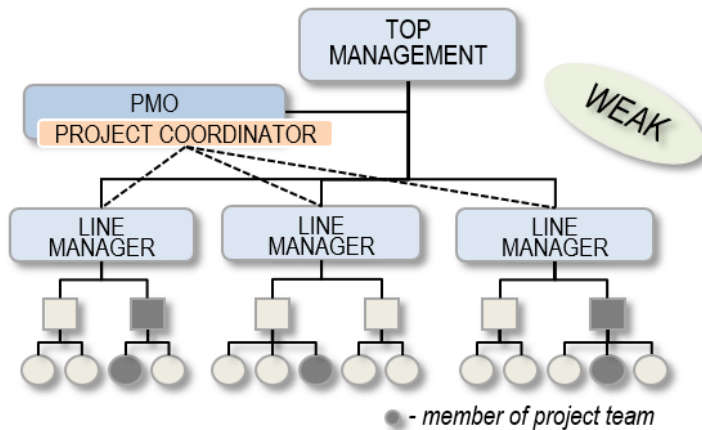 TOP
MANAGEMENT
WEAK
PMO
PROJECT COORDINATOR
LINE
MANAGER
LINE
MANAGER
LINE
MANAGER
- member of project team